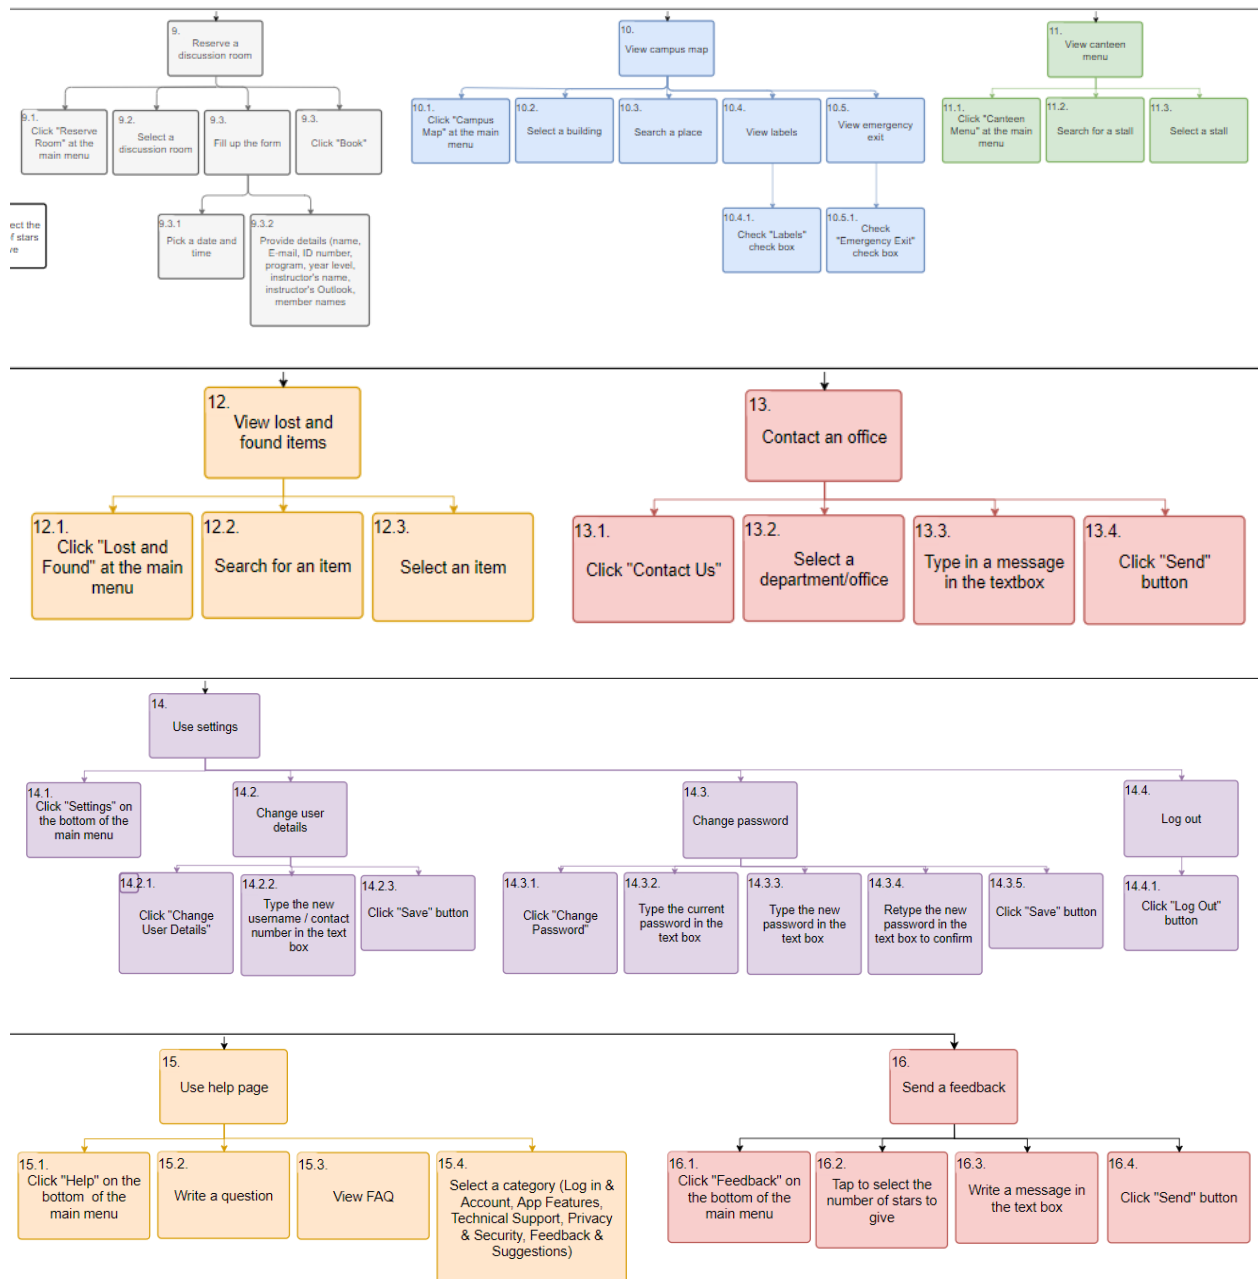 9.
Reserve a
discussion room
10.
View campus map
11.
View canteen
menu
9.1.
Click "Reserve
Room" at the
main menu
9.2.
Select a
discussion room
9.3.
Fill up the form
9.3.
Click "Book"
10.1.
Click "Campus
Map" at the main
menu
10.2.
Select a building
10.3.
Search a place
10.4.
View labels
10.5.
View emergency
exit
11.1.
Click "Canteen
Menu" at the main
menu
11.2.
Search for a stall
11.3.
Select a stall
ect the
f stars
ve
9.3.1
Pick a date and
time
9.3.2
Provide details (name,
E-mail, ID number,
program, year level,
instructor's name,
instructor's Outlook,
member names
10.4.1.
Check "Labels"
check box
10.5.1.
Check
"Emergency Exit"
check box
12.
View lost and
found items
13.
Contact an office
12.1.
Click "Lost and
Found" at the main
menu
12.2.
Search for an item
12.3.
Select an item
13.1.
Click "Contact Us"
13.2.
Select a
department/office
13.3.
Type in a message
in the textbox
13.4.
Click "Send"
button
14.
Use settings
14.1.
Click "Settings" on
the bottom of the
main menu
14.2.
Change user
details
14.3.
Change password
14.4.
Log out
14.2.1.
Click "Change
User Details"
14.2.2.
Type the new
username / contact
number in the text
box
14.2.3.
Click "Save" button
14.3.1.
Click "Change
Password"
14.3.2.
Type the current
password in the
text box
14.3.3.
Type the new
password in the
text box
14.3.4.
Retype the new
password in the
text box to confirm
14.3.5.
Click "Save" button
14.4.1.
Click "Log Out"
button
15.
Use help page
16.
Send a feedback
15.1.
Click "Help" on the
bottom of the
main menu
15.2.
Write a question
15.3.
View FAQ
15.4.
Select a category (Log in &
Account, App Features,
Technical Support, Privacy
& Security, Feedback &
Suggestions)
16.1.
Click "Feedback" on
the bottom of the
main menu
16.2.
Tap to select the
number of stars to
give
16.3.
Write a message in
the text box
16.4.
Click "Send" button